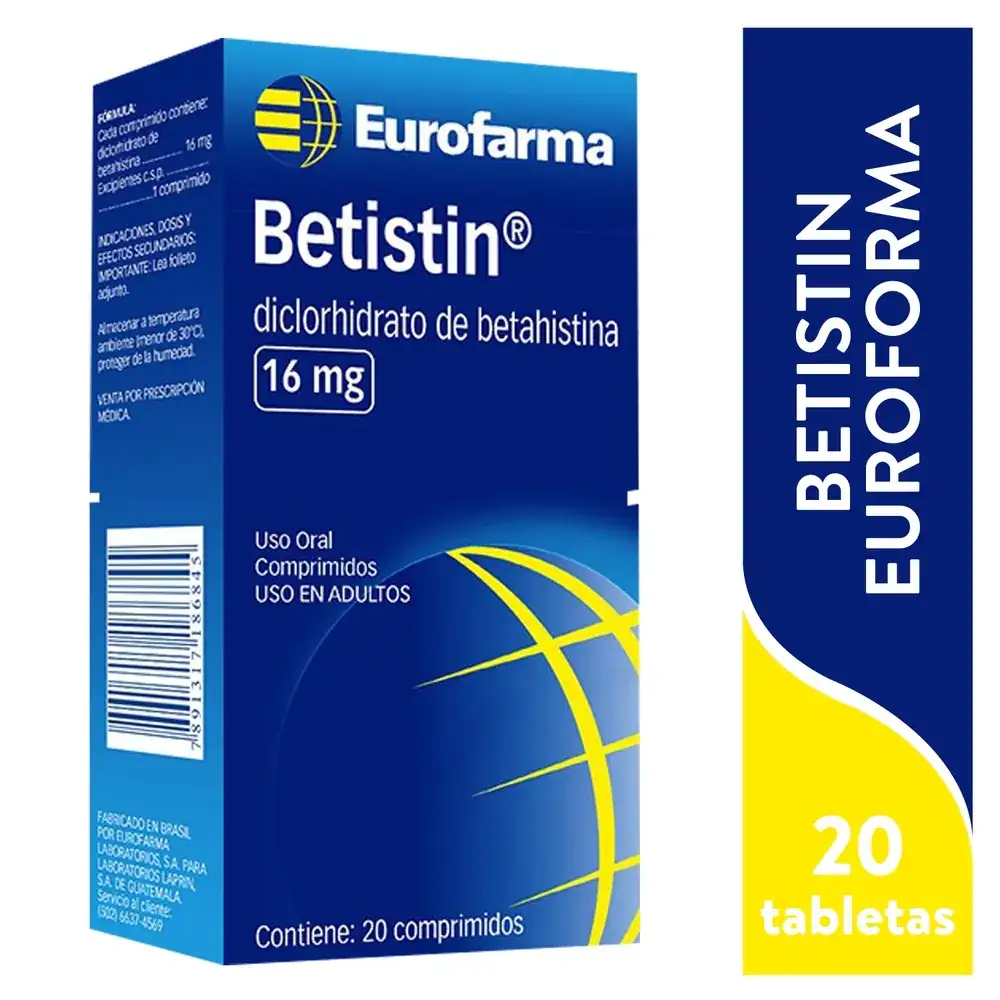 FÓRMULA:
Cada comprimido contiene:
diclorhidrato de
betahistina .............. 16 mg
Excipientes c.s.p. ..............
..............1 comprimido
INDICACIONES, DOSIS Y
EFECTOS SECUNDARIOS:
IMPORTANTE: Lea folleto
adjunto.
Almacenar a temperatura
ambiente (menor de 30°C),
proteger de la humedad.
VENTA POR PRESCRIPCIÓN
MÉDICA.
7891317186845
FABRICADO EN BRASIL
POR EUROFARMA
LABORATORIOS, S.A. PARA
LABORATORIOS LAPRIN,
S.A. DE GUATEMALA.
Servicio al cliente:
(502) 6637-4569
Eurofarma
Betistin®
diclorhidrato de betahistina
16 mg
Uso Oral
Comprimidos
USO EN ADULTOS
Contiene: 20 comprimidos
BETISTIN
EUROFORMA
20
tabletas